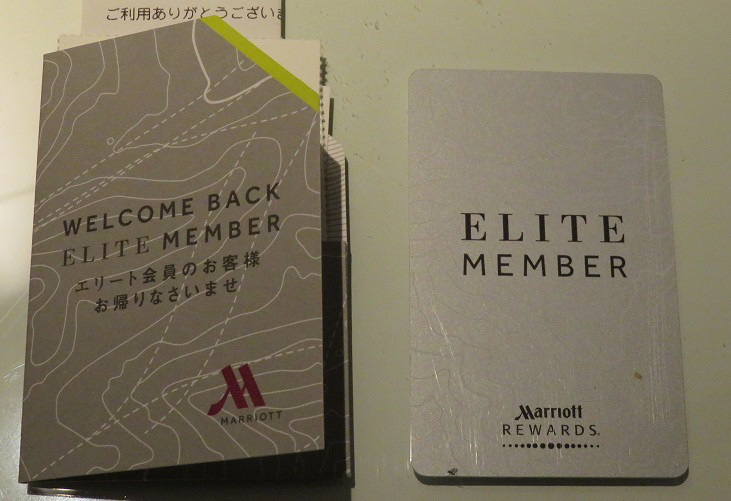 ご利用ありがとうござい
WELCOME BACK
ELITE MEMBER
エリート会員のお客様
お帰りなさいませ
MARRIOTT
ELITE
MEMBER
Marriott
REWARDS.